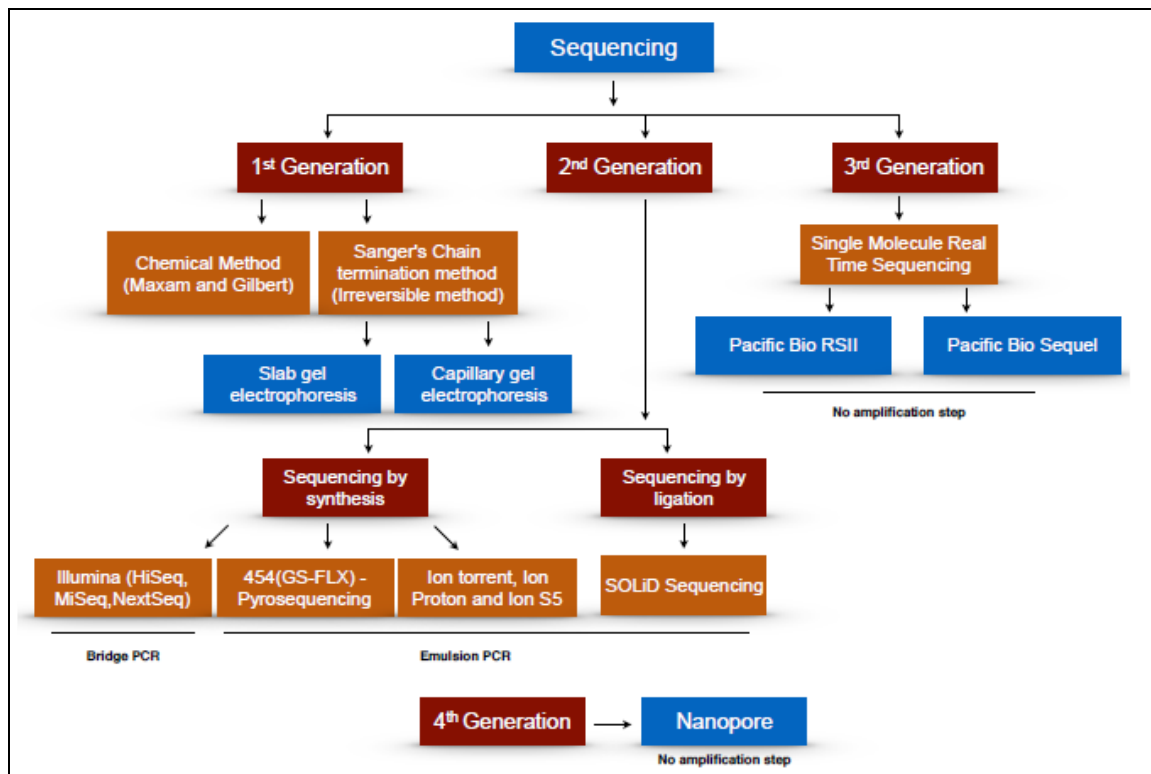 Sequencing
1st Generation
2nd Generation
3rd Generation
Chemical Method
(Maxam and Gilbert)
Sanger's Chain
termination method
(Irreversible method)
Single Molecule Real
Time Sequencing
Slab gel
electrophoresis
Capillary gel
electrophoresis
Pacific Bio RSII
Pacific Bio Sequel
No amplification step
Sequencing by
synthesis
Sequencing by
ligation
Illumina (HiSeq,
MiSeq,NextSeq)
454(GS-FLX) -
Pyrosequencing
Ion torrent, Ion
Proton and Ion S5
SOLiD Sequencing
Bridge PCR
Emulsion PCR
4th Generation
Nanopore
No amplification step